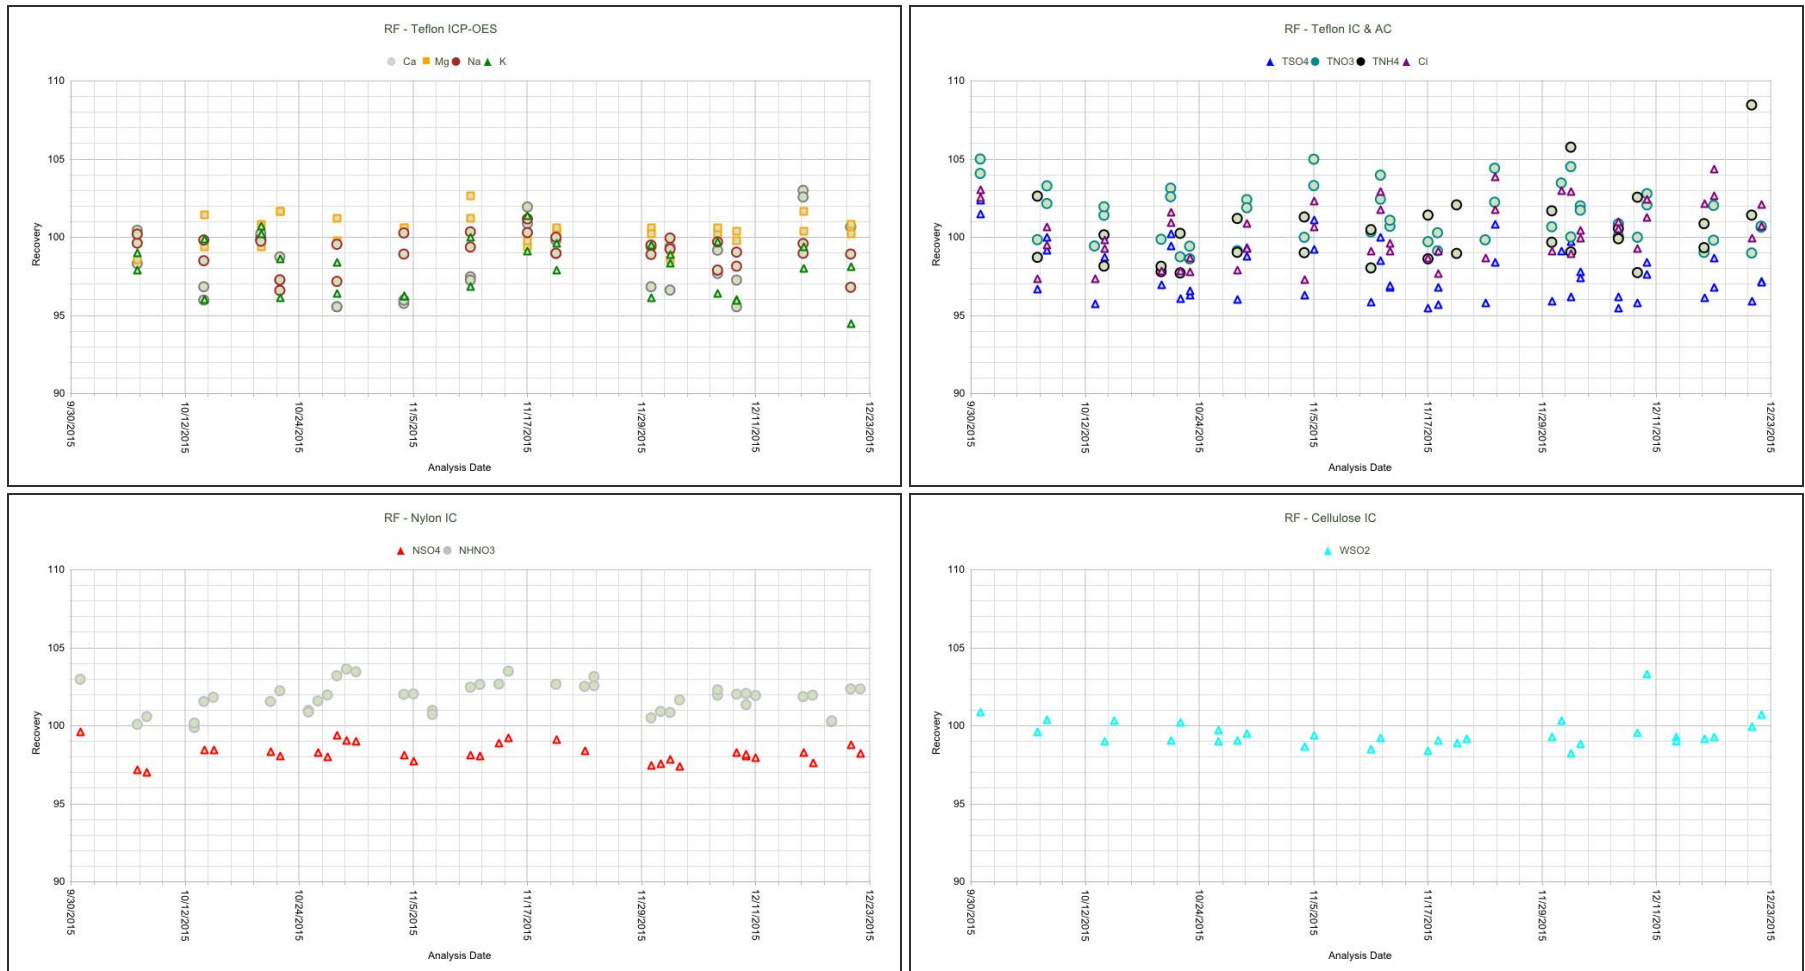 RF - Teflon ICP-OES
Ca Mg Na K
110
105
100
95
90
Recovery
9/30/2015 10/12/2015 10/24/2015 11/5/2015 11/17/2015 11/29/2015 12/11/2015 12/23/2015
Analysis Date
RF - Teflon IC & AC
TSO4 TNO3 TNH4 Cl
110
105
100
95
90
Recovery
9/30/2015 10/12/2015 10/24/2015 11/5/2015 11/17/2015 11/29/2015 12/11/2015 12/23/2015
Analysis Date
RF - Nylon IC
NSO4 NHNO3
110
105
100
95
90
Recovery
9/30/2015 10/12/2015 10/24/2015 11/5/2015 11/17/2015 11/29/2015 12/11/2015 12/23/2015
Analysis Date
RF - Cellulose IC
WSO2
110
105
100
95
90
Recovery
9/30/2015 10/12/2015 10/24/2015 11/5/2015 11/17/2015 11/29/2015 12/11/2015 12/23/2015
Analysis Date